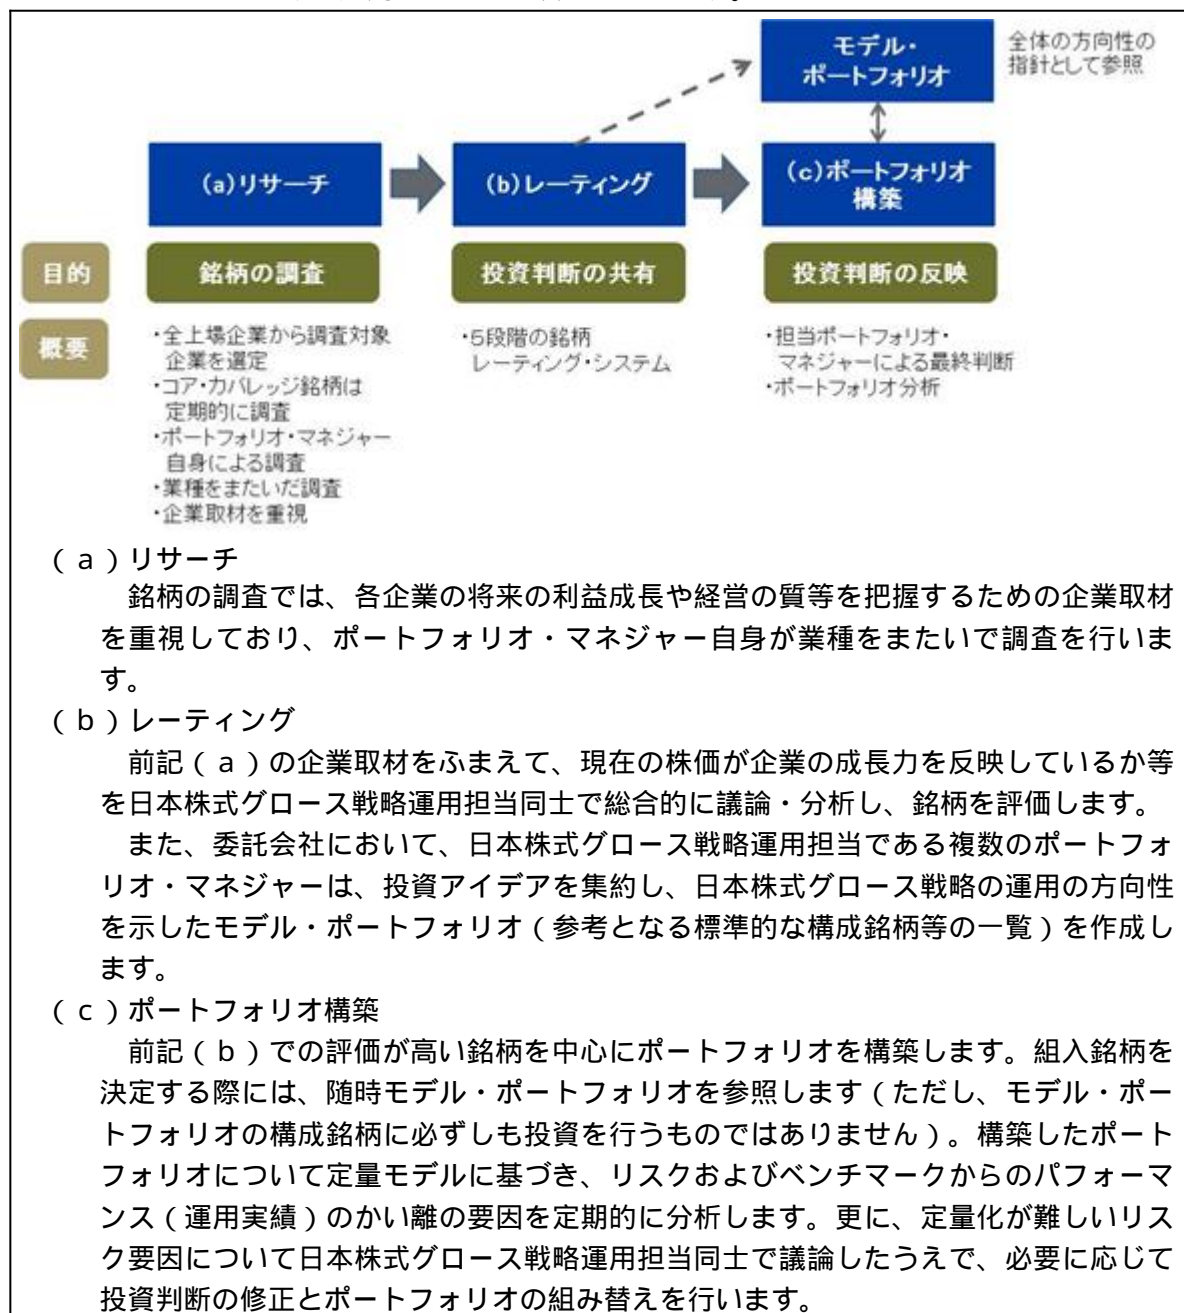 モデル・
ポートフォリオ
全体の方向性の
指針として参照
(a)リサーチ
(b)レーティング
(c)ポートフォリオ
構築
目的
銘柄の調査
投資判断の共有
投資判断の反映
概要
・全上場企業から調査対象
企業を選定
・コア・カバレッジ銘柄は
定期的に調査
・ポートフォリオ・マネジャー
自身による調査
・業種をまたいだ調査
・企業取材を重視
・5段階の銘柄
レーティング・システム
・担当ポートフォリオ・
マネジャーによる最終判断
・ポートフォリオ分析
(a)リサーチ
銘柄の調査では、各企業の将来の利益成長や経営の質等を把握するための企業取材
を重視しており、ポートフォリオ・マネジャー自身が業種をまたいで調査を行いま
す。
(b)レーティング
前記(a)の企業取材をふまえて、現在の株価が企業の成長力を反映しているか等
を日本株式グロース戦略運用担当同士で総合的に議論・分析し、銘柄を評価します。
また、委託会社において、日本株式グロース戦略運用担当である複数のポートフォ
リオ・マネジャーは、投資アイデアを集約し、日本株式グロース戦略の運用の方向性
を示したモデル・ポートフォリオ(参考となる標準的な構成銘柄等の一覧)を作成し
ます。
(c)ポートフォリオ構築
前記(b)での評価が高い銘柄を中心にポートフォリオを構築します。組入銘柄を
決定する際には、随時モデル・ポートフォリオを参照します(ただし、モデル・ポー
トフォリオの構成銘柄に必ずしも投資を行うものではありません)。構築したポート
フォリオについて定量モデルに基づき、リスクおよびベンチマークからのパフォーマ
ンス(運用実績)のかい離の要因を定期的に分析します。更に、定量化が難しいリス
ク要因について日本株式グロース戦略運用担当同士で議論したうえで、必要に応じて
投資判断の修正とポートフォリオの組み替えを行います。